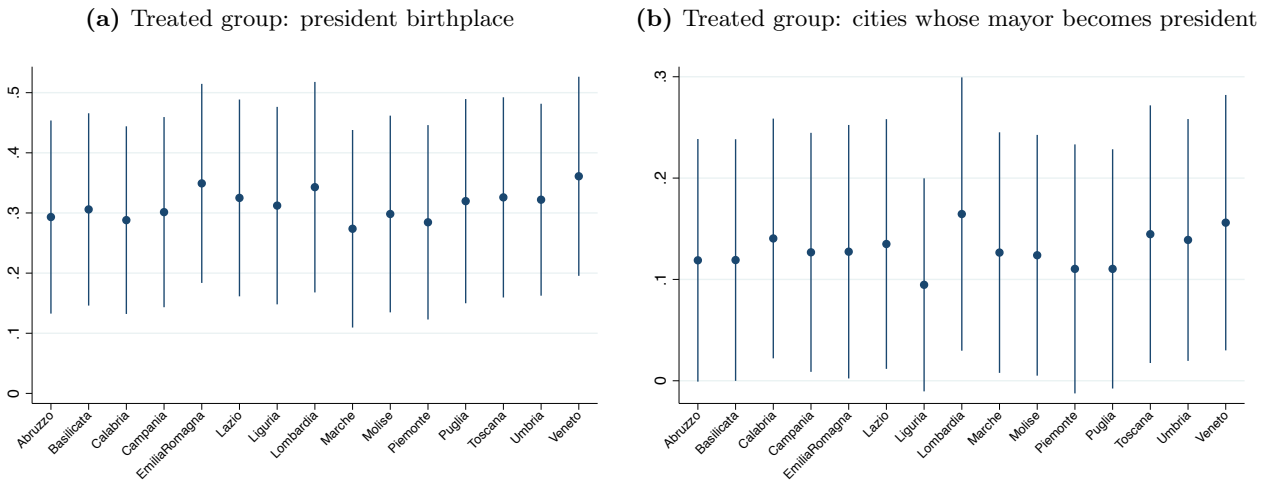 (a) Treated group: president birthplace
.5
.4
.3
.2
.1
0
Abruzzo
Basilicata
Calabria
Campania
EmiliaRomagna
Lazio
Liguria
Lombardia
Marche
Molise
Piemonte
Puglia
Toscana
Umbria
Veneto
(b) Treated group: cities whose mayor becomes president
.3
.2
.1
0
Abruzzo
Basilicata
Calabria
Campania
EmiliaRomagna
Lazio
Liguria
Lombardia
Marche
Molise
Piemonte
Puglia
Toscana
Umbria
Veneto